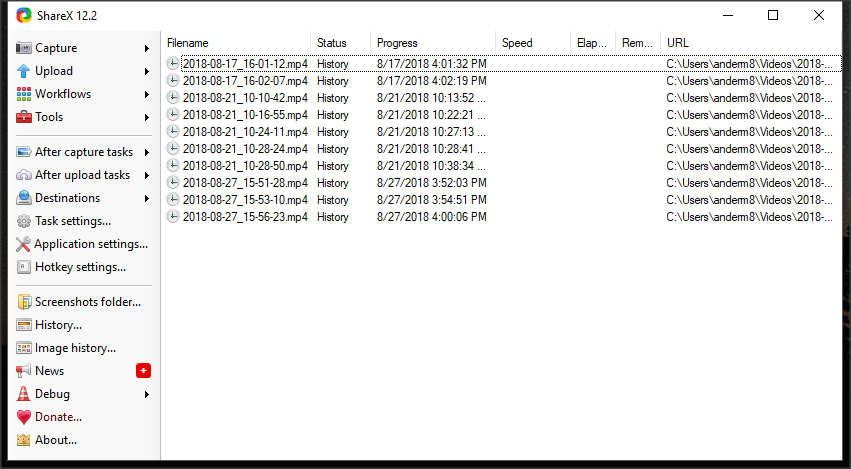 ShareX 12.2
Capture
Upload
Workflows
Tools
After capture tasks
After upload tasks
Destinations
Task settings...
Application settings...
Hotkey settings...
Screenshots folder...
History...
Image history...
News
+
Debug
Donate...
About...
Filename Status Progress Speed Elap... Rem... URL
2018-08-17_16-01-12.mp4 History 8/17/2018 4:01:32 PM C:\Users\anderm8\Videos\2018-...
2018-08-17_16-02-07.mp4 History 8/17/2018 4:02:19 PM C:\Users\anderm8\Videos\2018-...
2018-08-21_10-10-42.mp4 History 8/21/2018 10:13:52 ... C:\Users\anderm8\Videos\2018-...
2018-08-21_10-16-55.mp4 History 8/21/2018 10:22:21 ... C:\Users\anderm8\Videos\2018-...
2018-08-21_10-24-11.mp4 History 8/21/2018 10:27:13 ... C:\Users\anderm8\Videos\2018-...
2018-08-21_10-28-24.mp4 History 8/21/2018 10:28:41 ... C:\Users\anderm8\Videos\2018-...
2018-08-21_10-28-50.mp4 History 8/21/2018 10:38:34 ... C:\Users\anderm8\Videos\2018-...
2018-08-27_15-51-28.mp4 History 8/27/2018 3:52:03 PM C:\Users\anderm8\Videos\2018-...
2018-08-27_15-53-10.mp4 History 8/27/2018 3:54:51 PM C:\Users\anderm8\Videos\2018-...
2018-08-27_15-56-23.mp4 History 8/27/2018 4:00:06 PM C:\Users\anderm8\Videos\2018-...